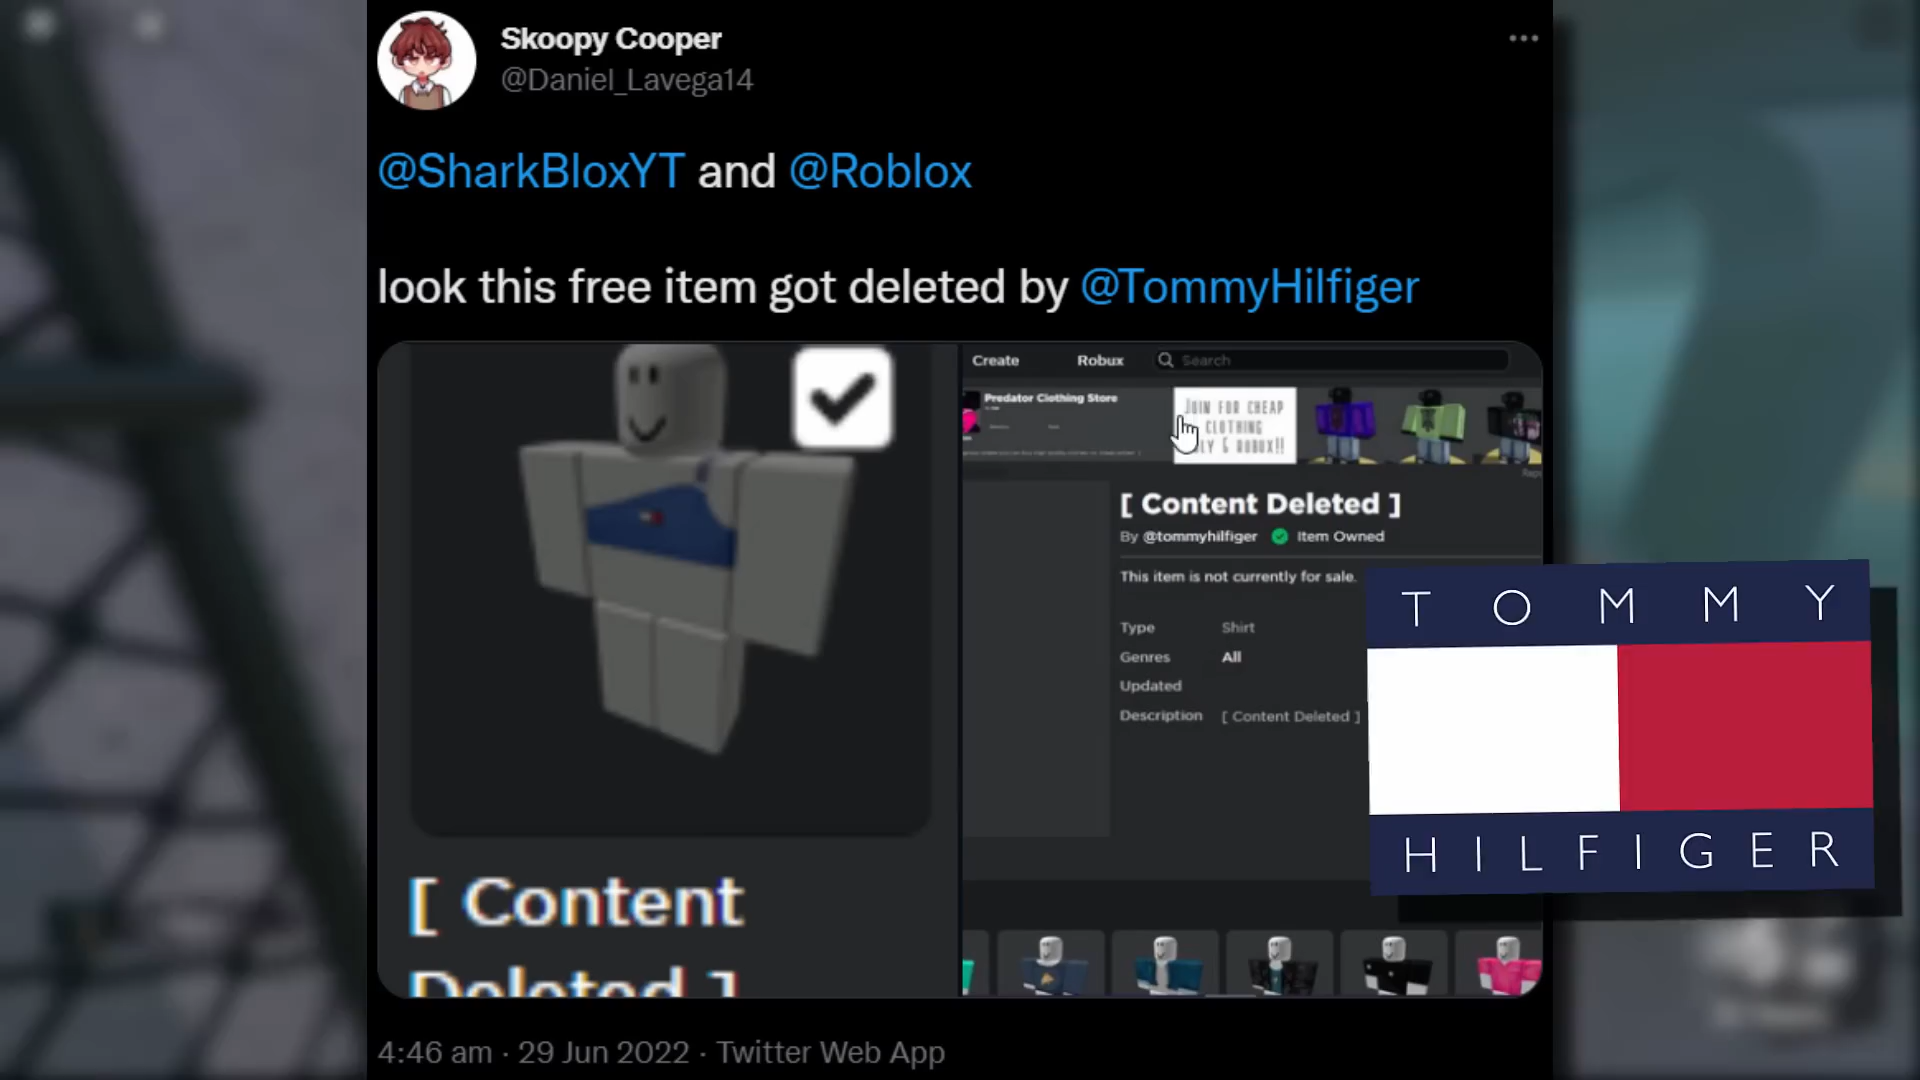 Skoopy Cooper
@Daniel_Lavega14
@SharkBloxYT and @Roblox
look this free item got deleted by @TommyHilfiger
[ Content
Deleted ]
Create Robux Search
Predator Clothing Store
JOIN FOR CHEAP
CLOTHING
ROBUX!!
[ Content Deleted ]
By @tommyhilfiger Item Owned
This item is not currently for sale.
Type Shirt
Genres All
Updated
Description [ Content Deleted ]
TOMMY
HILFIGER
4:46 am · 29 Jun 2022 · Twitter Web App